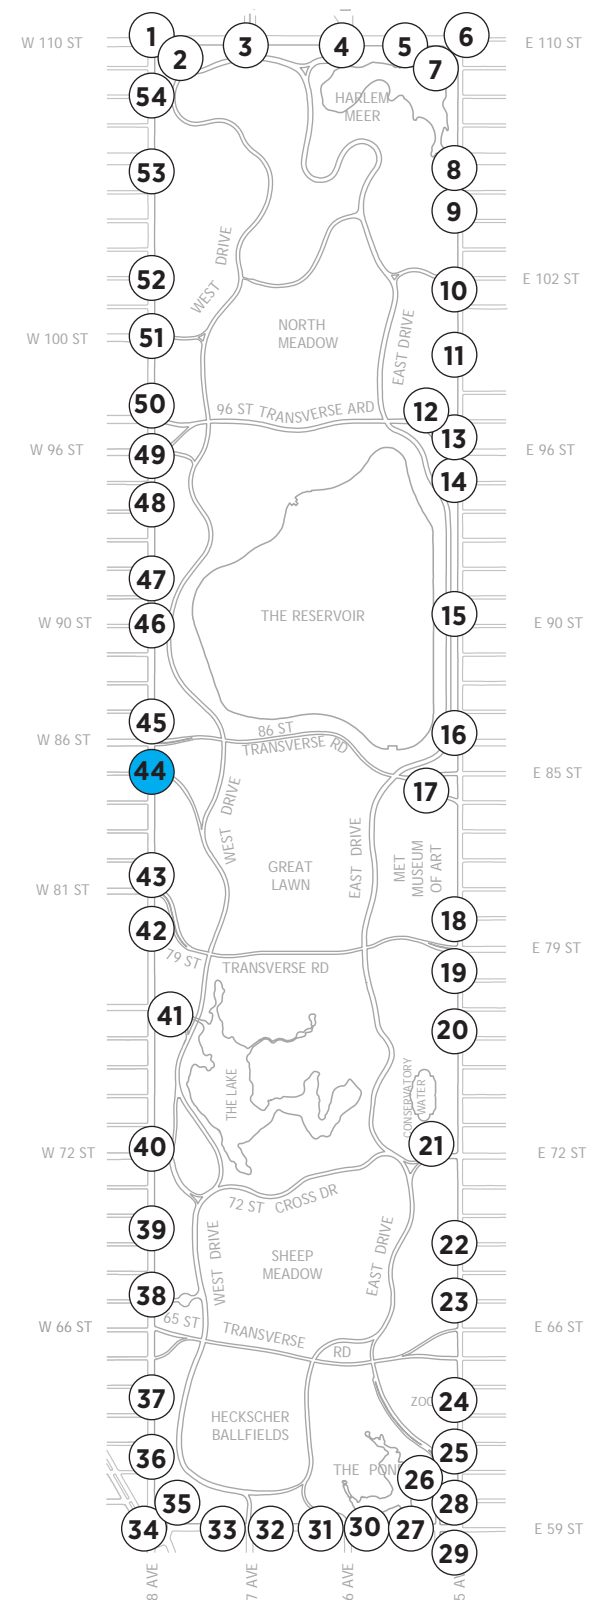 1
2
3
4
5
6
7
W 110 ST
E 110 ST
HARLEM
MEER
54
53
8
9
WEST DRIVE
52
E 102 ST
10
W 100 ST
51
NORTH
MEADOW
EAST DRIVE
11
50
96 ST TRANSVERSE ARD
12
13
W 96 ST
49
E 96 ST
14
48
47
46
W 90 ST
THE RESERVOIR
15
E 90 ST
45
W 86 ST
86 ST
TRANSVERSE RD
16
44
E 85 ST
17
WEST DRIVE
EAST DRIVE
MET
MUSEUM
OF ART
GREAT
LAWN
43
W 81 ST
42
18
79 ST TRANSVERSE RD
E 79 ST
19
41
20
THE LAKE
CONSERVATORY
WATER
40
W 72 ST
21
E 72 ST
72 ST CROSS DR
39
WEST DRIVE
SHEEP
MEADOW
EAST DRIVE
22
38
23
W 66 ST
65 ST TRANSVERSE RD
E 66 ST
37
ZOO
24
HECKSCHER
BALLFIELDS
36
25
THE POND
26
35
28
34
33
32
31
30
27
E 59 ST
29
8 AVE
7 AVE
6 AVE
5 AV